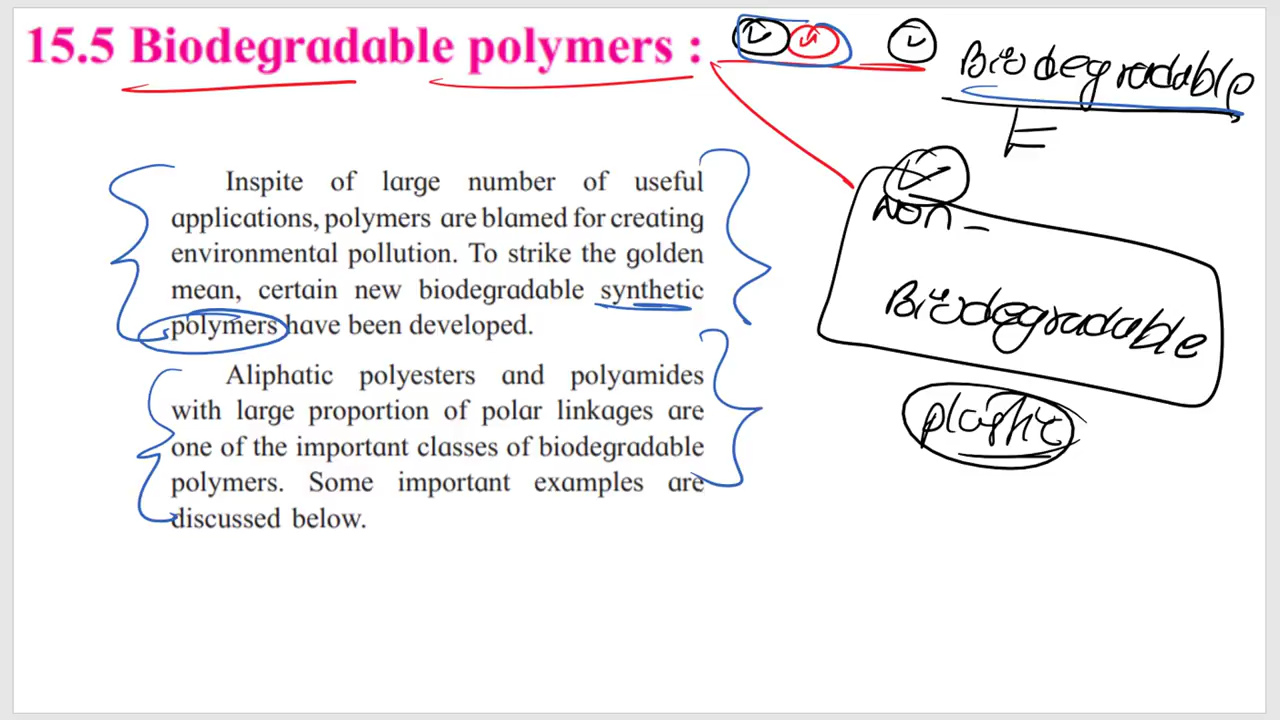 15.5 Biodegradable polymers :
Biodegradable
Inspite of large number of useful
applications, polymers are blamed for creating
environmental pollution. To strike the golden
mean, certain new biodegradable synthetic
polymers have been developed.
Aliphatic polyesters and polyamides
with large proportion of polar linkages are
one of the important classes of biodegradable
polymers. Some important examples are
discussed below.
Non -
Biodegradable
plastic